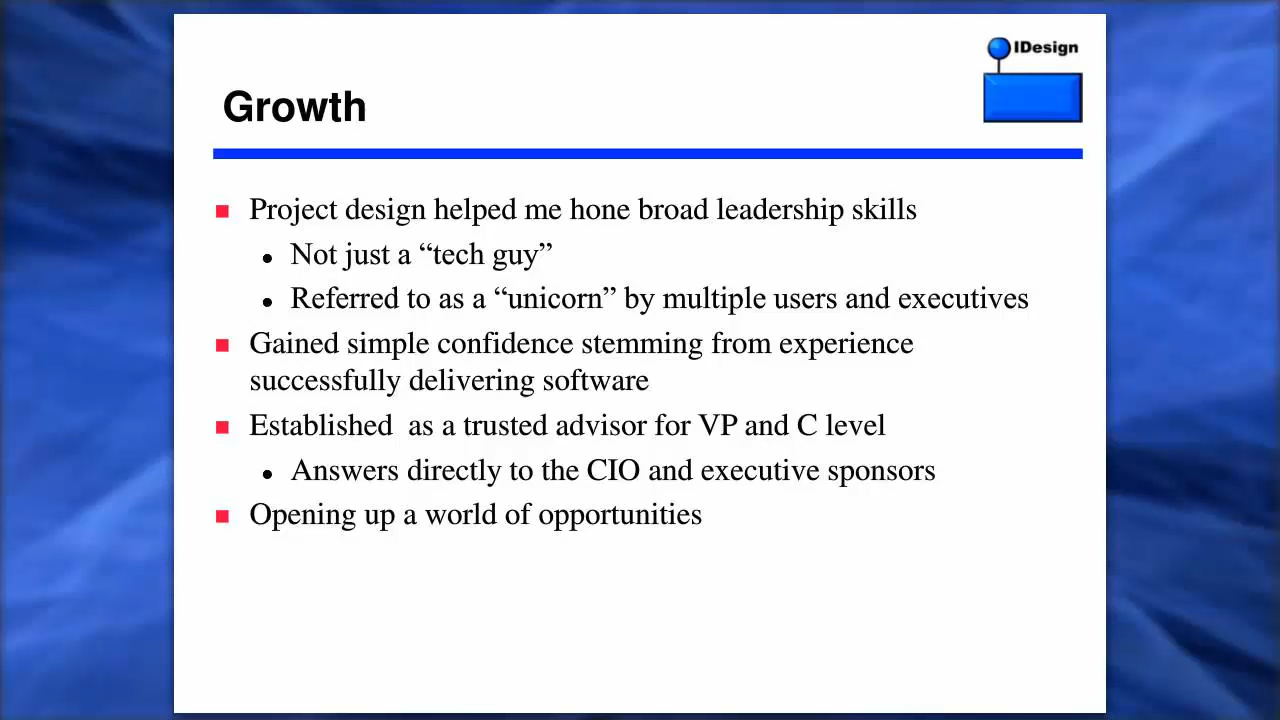 IDesign
Growth
Project design helped me hone broad leadership skills
Not just a “tech guy”
Referred to as a “unicorn” by multiple users and executives
Gained simple confidence stemming from experience
successfully delivering software
Established  as a trusted advisor for VP and C level
Answers directly to the CIO and executive sponsors
Opening up a world of opportunities